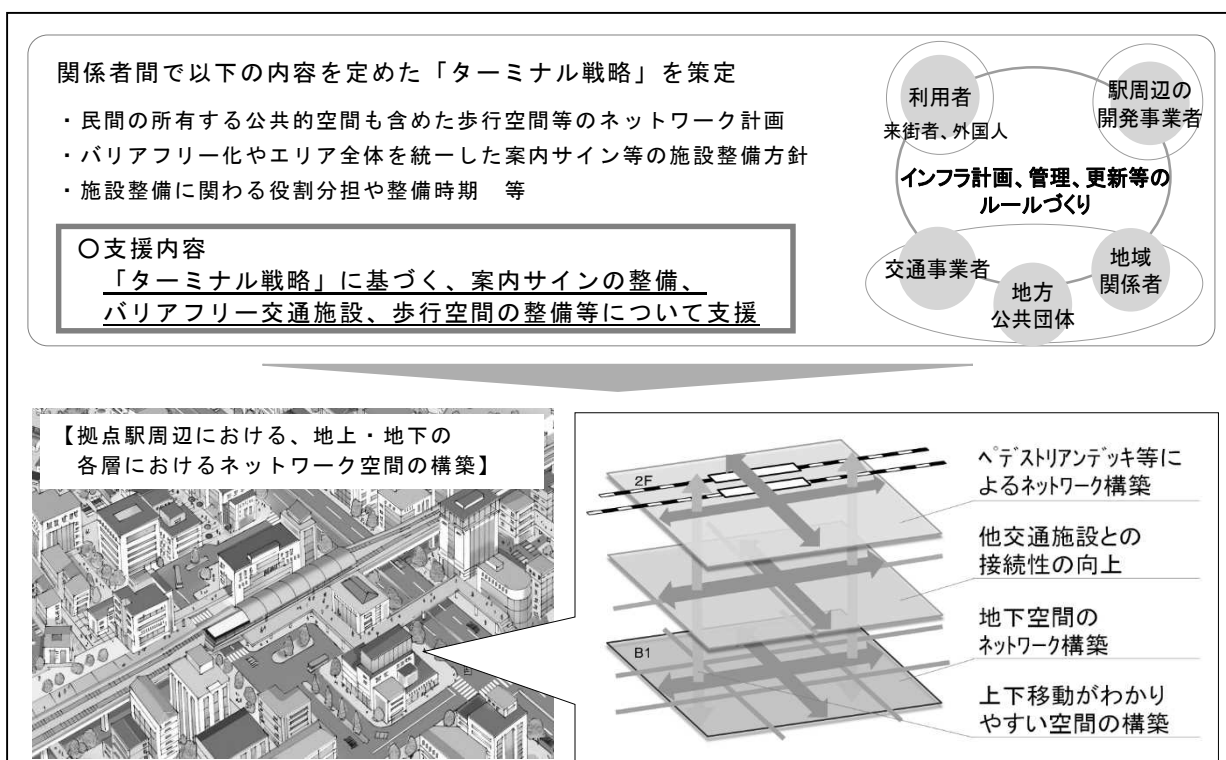 関係者間で以下の内容を定めた「ターミナル戦略」を策定
・民間の所有する公共的空間も含めた歩行空間等のネットワーク計画
・バリアフリー化やエリア全体を統一した案内サイン等の施設整備方針
・施設整備に関わる役割分担や整備時期　等
〇支援内容
「ターミナル戦略」に基づく、案内サインの整備、
バリアフリー交通施設、歩行空間の整備等について支援
利用者
来街者、外国人
駅周辺の
開発事業者
インフラ計画、管理、更新等の
ルールづくり
交通事業者
地方
公共団体
地域
関係者
【拠点駅周辺における、地上・地下の
各層におけるネットワーク空間の構築】
2F
B1
ペデストリアンデッキ等に
よるネットワーク構築
他交通施設との
接続性の向上
地下空間の
ネットワーク構築
上下移動がわかり
やすい空間の構築